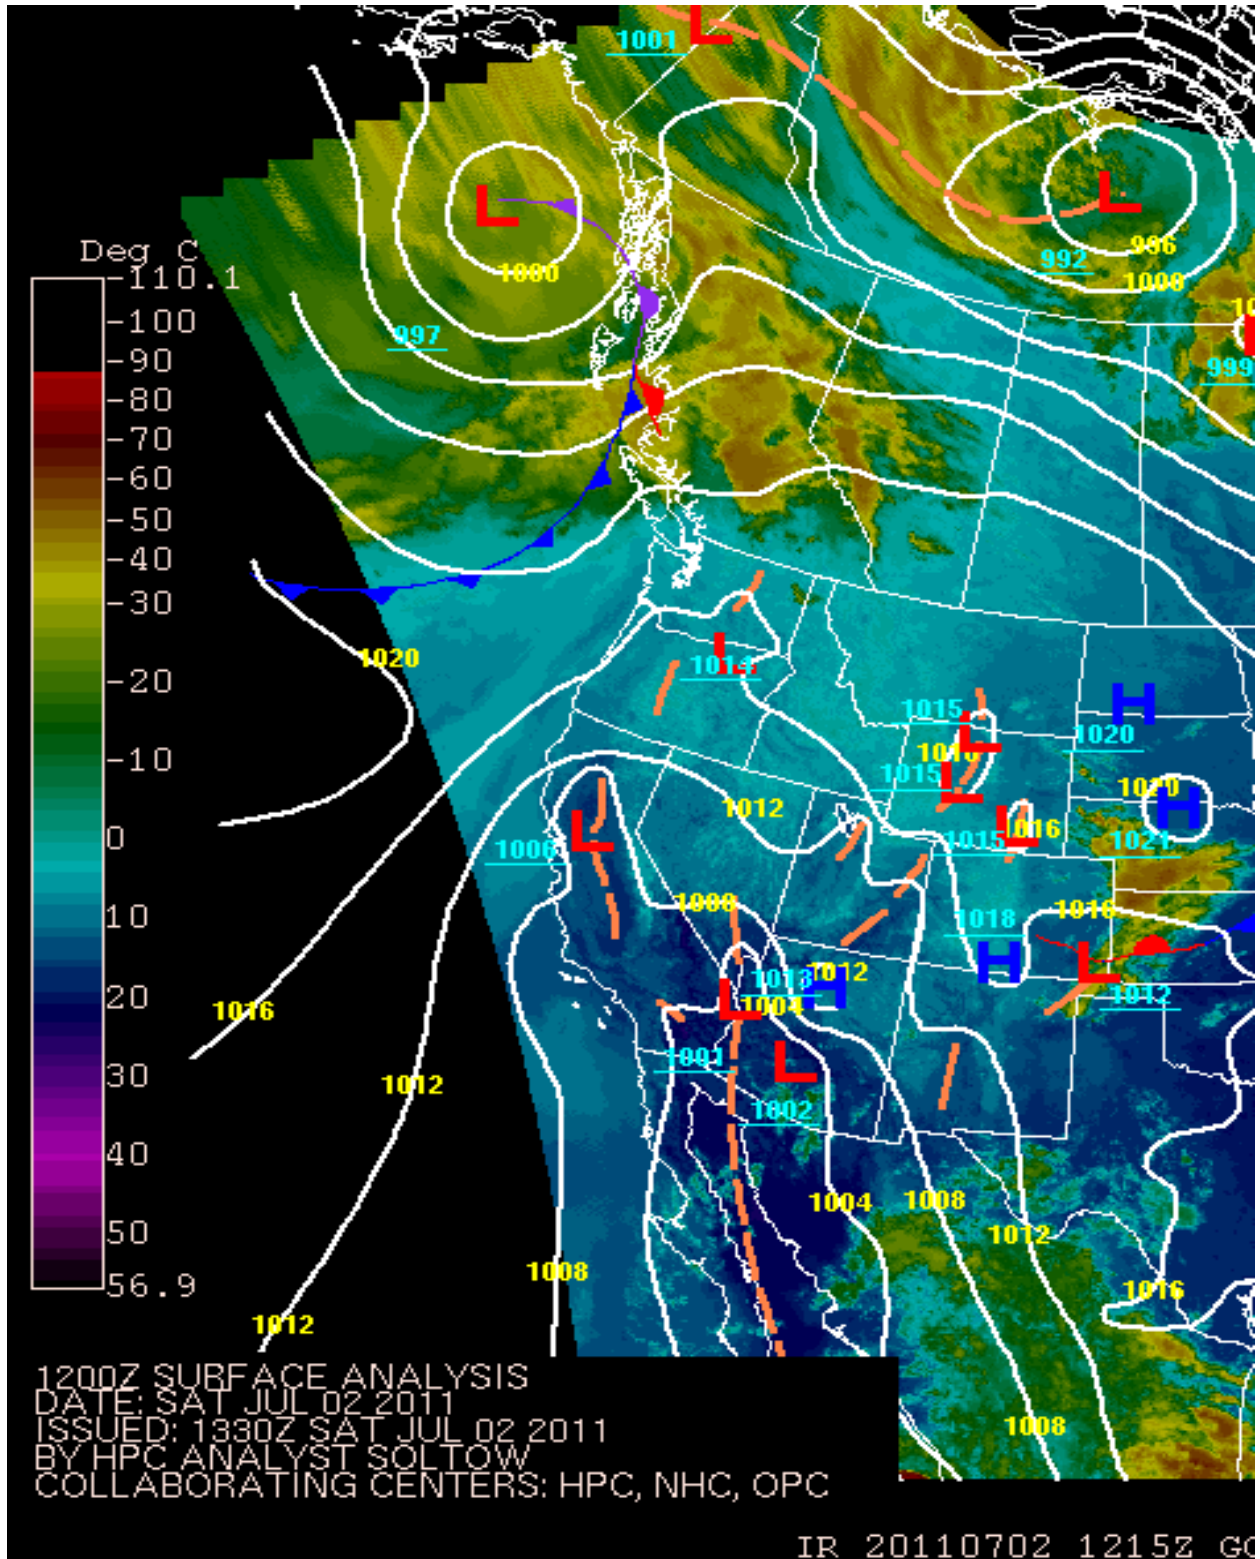 1001
L
L
L
1000
996
992
1000
997
999
Deg C
-110.1
-100
-90
-80
-70
-60
-50
-40
-30
-20
-10
0
10
20
30
40
50
56.9
1020
L
1014
1015
L
H
1020
1016
1015
L
1020
H
1012
L
1016
1015
1021
L
1006
1008
1018
1016
H
L
1012
1013
1012
H
L
1004
1016
1001
L
1002
1012
1004
1008
1012
1016
1008
1012
1008
1200Z SURFACE ANALYSIS
DATE: SAT JUL 02 2011
ISSUED: 1330Z SAT JUL 02 2011
BY HPC ANALYST SOLTOW
COLLABORATING CENTERS: HPC, NHC, OPC
IR 20110702 1215Z